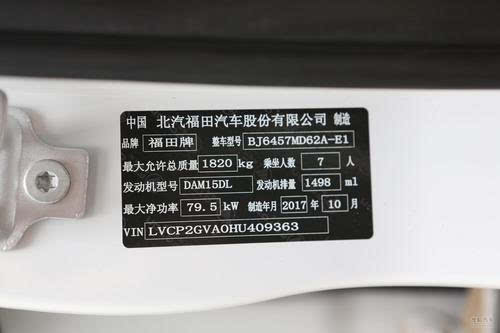 中国 北汽福田汽车股份有限公司 制造
品牌 福田牌 整车型号 BJ6457MD62A-E1
最大允许总质量 1820 kg 乘坐人数 7 人
发动机型号 DAM15DL 发动机排量 1498 ml
最大净功率 79.5 kW 制造年月 2017 年 10 月
VIN LVCP2GVA0HU409363